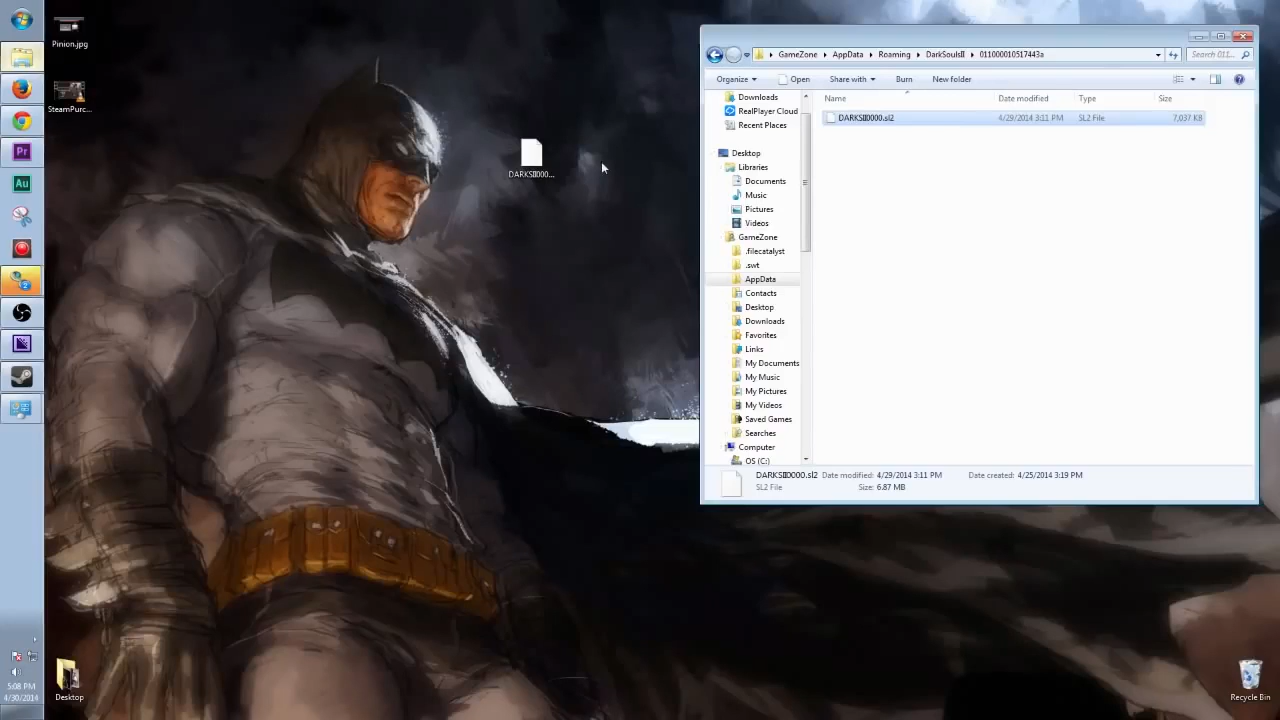 Pinion.jpg
SteamPurc...
Pr
Au
5:08 PM
4/30/2014
Desktop
DARKSII000...
GameZone
AppData
Roaming
DarkSoulsII
011000010517443a
Search 011...
Organize
Open
Share with
Burn
New folder
Name
Date modified
Type
Size
DARKSII0000.sl2
4/29/2014 3:11 PM
SL2 File
7,037 KB
Downloads
RealPlayer Cloud
Recent Places
Desktop
Libraries
Documents
Music
Pictures
Videos
GameZone
.filecatalyst
.swt
AppData
Contacts
Desktop
Downloads
Favorites
Links
My Documents
My Music
My Pictures
My Videos
Saved Games
Searches
Computer
OS (C:)
DARKSII0000.sl2 Date modified: 4/29/2014 3:11 PM Date created: 4/25/2014 3:19 PM
SL2 File Size: 6.87 MB
Recycle Bin